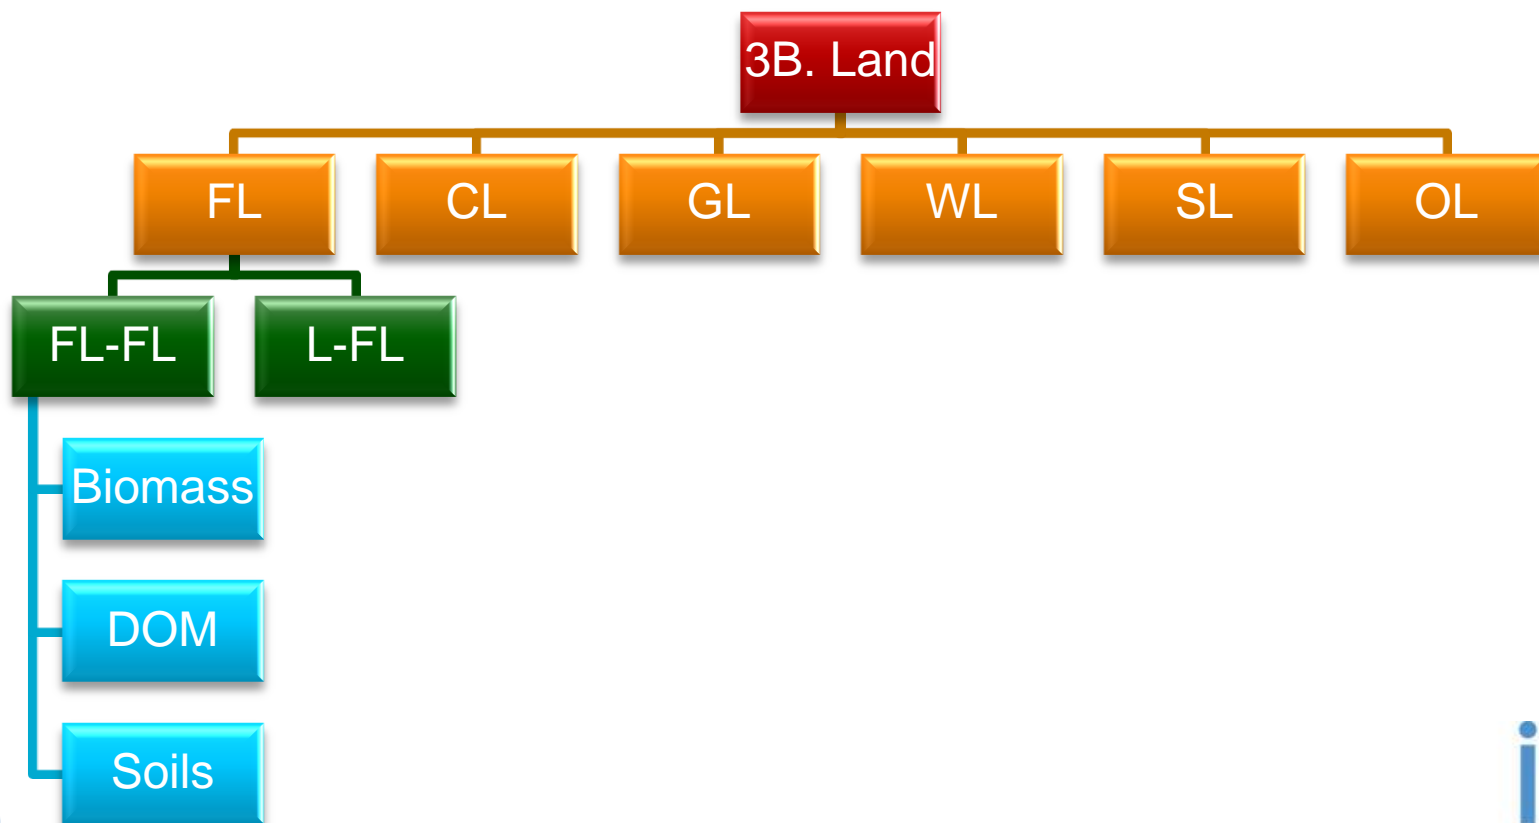 3B. Land
FL
CL
GL
WL
SL
OL
FL-FL
L-FL
Biomass
DOM
Soils
i